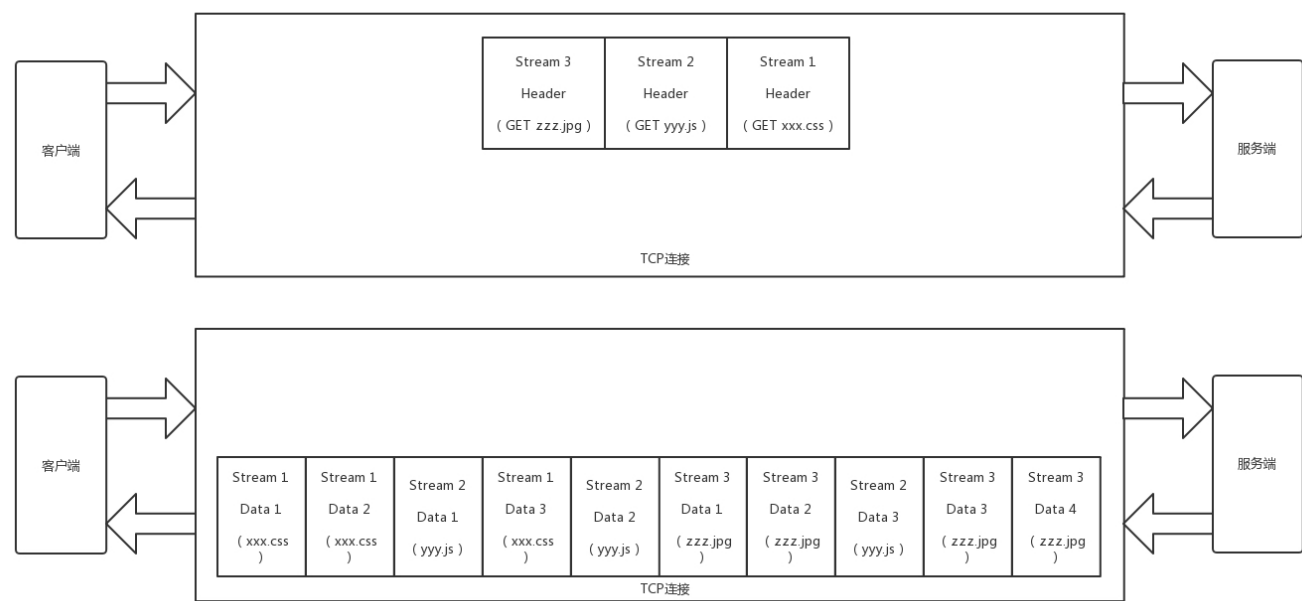 客户端
Stream 3
Header
( GET zzz.jpg )
Stream 2
Header
( GET yyy.js )
Stream 1
Header
( GET xxx.css )
服务端
TCP连接
客户端
Stream 1
Data 1
( xxx.css
)
Stream 1
Data 2
( xxx.css
)
Stream 2
Data 1
( yyy.js )
Stream 1
Data 3
( xxx.css
)
Stream 2
Data 2
( yyy.js )
Stream 3
Data 1
( zzz.jpg
)
Stream 3
Data 2
( zzz.jpg
)
Stream 2
Data 3
( yyy.js )
Stream 3
Data 3
( zzz.jpg
)
Stream 3
Data 4
( zzz.jpg
)
服务端
TCP连接